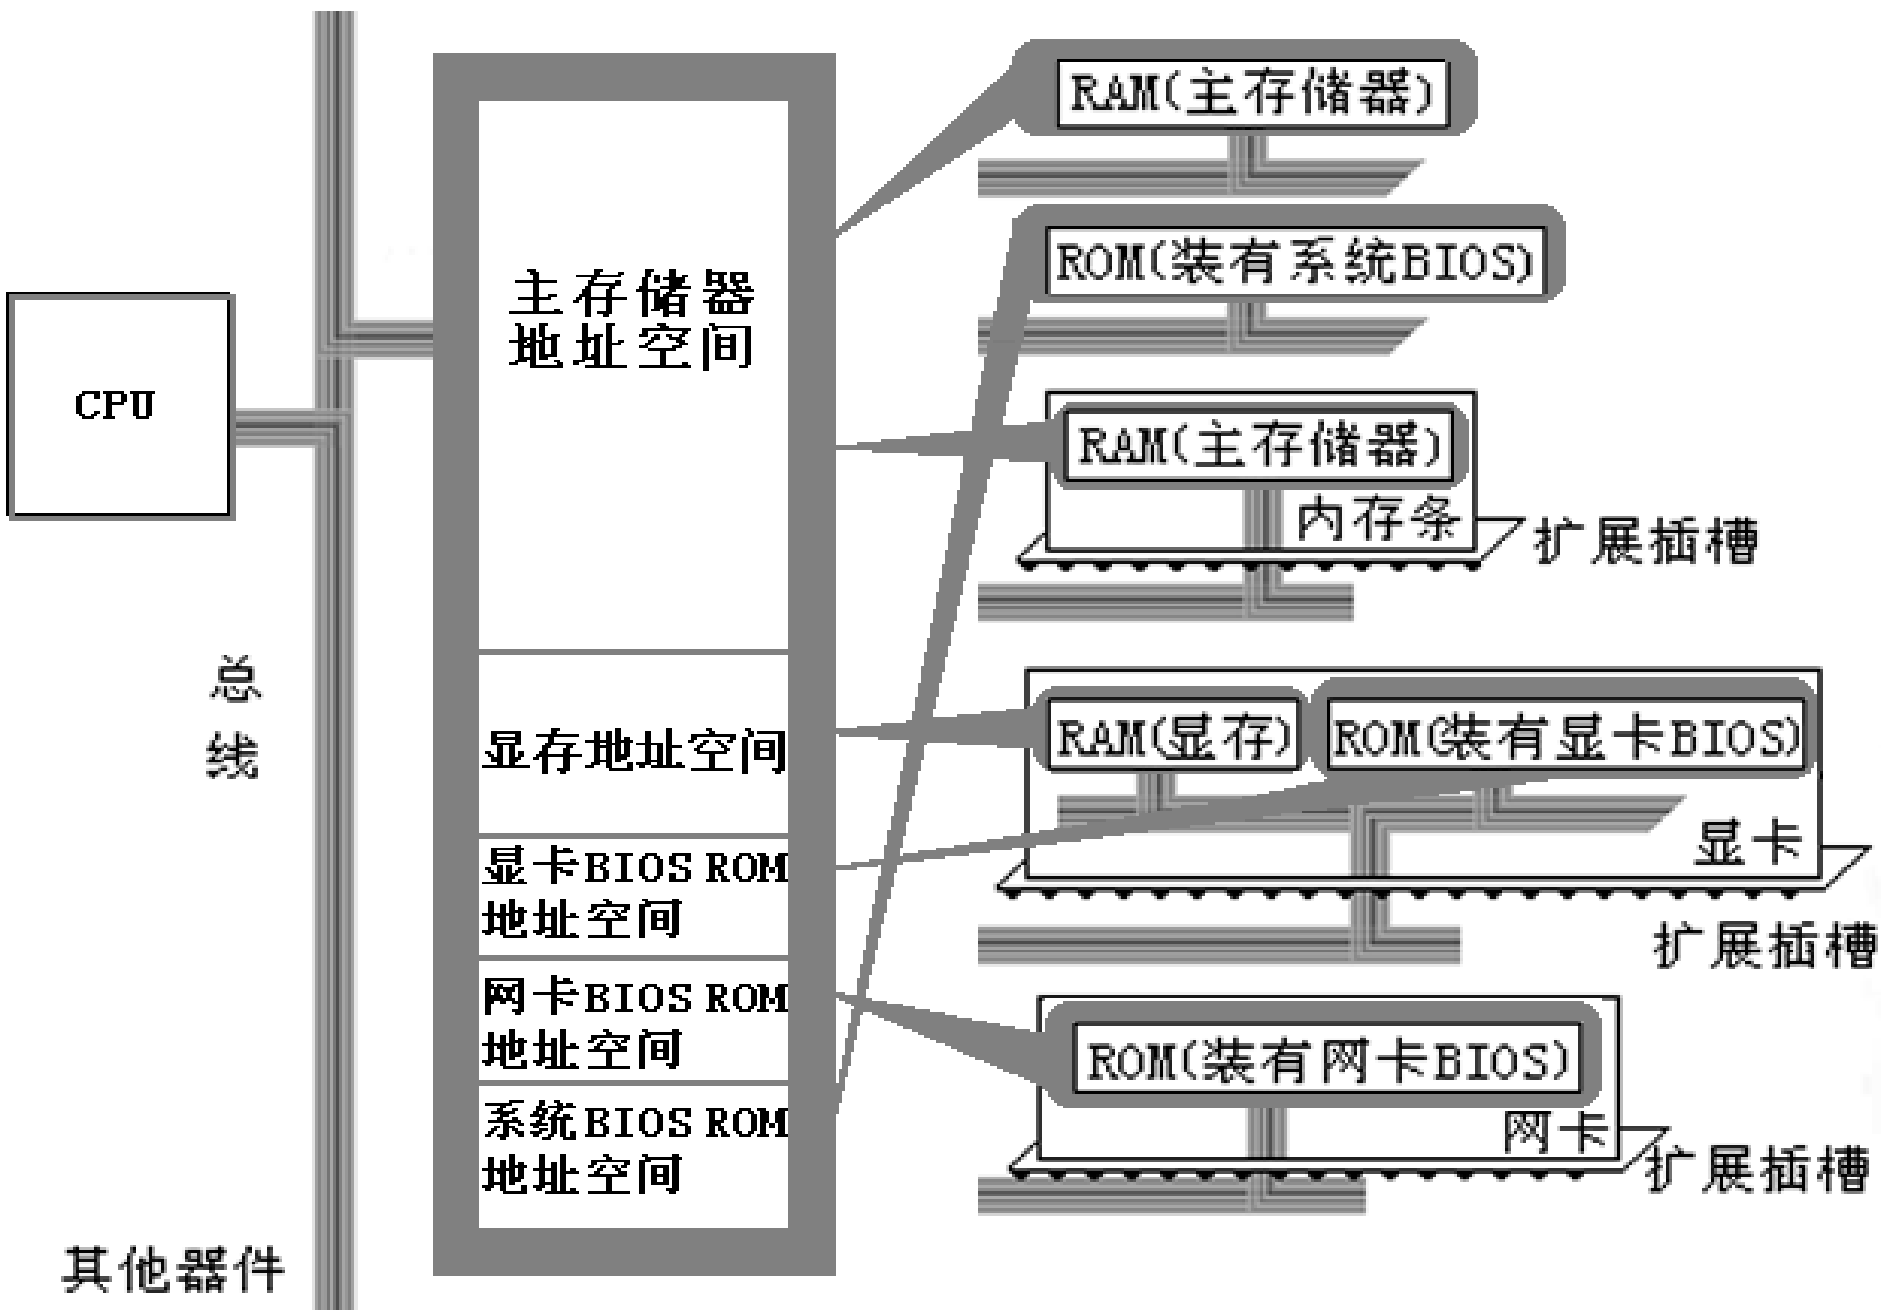 CPU
总
线
其他器件
主存储器
地址空间
显存地址空间
显卡BIOS ROM
地址空间
网卡BIOS ROM
地址空间
系统BIOS ROM
地址空间
RAM(主存储器)
ROM(装有系统BIOS)
RAM(主存储器)
内存条
扩展插槽
RAM(显存)
ROM(装有显卡BIOS)
显卡
扩展插槽
ROM(装有网卡BIOS)
网卡
扩展插槽